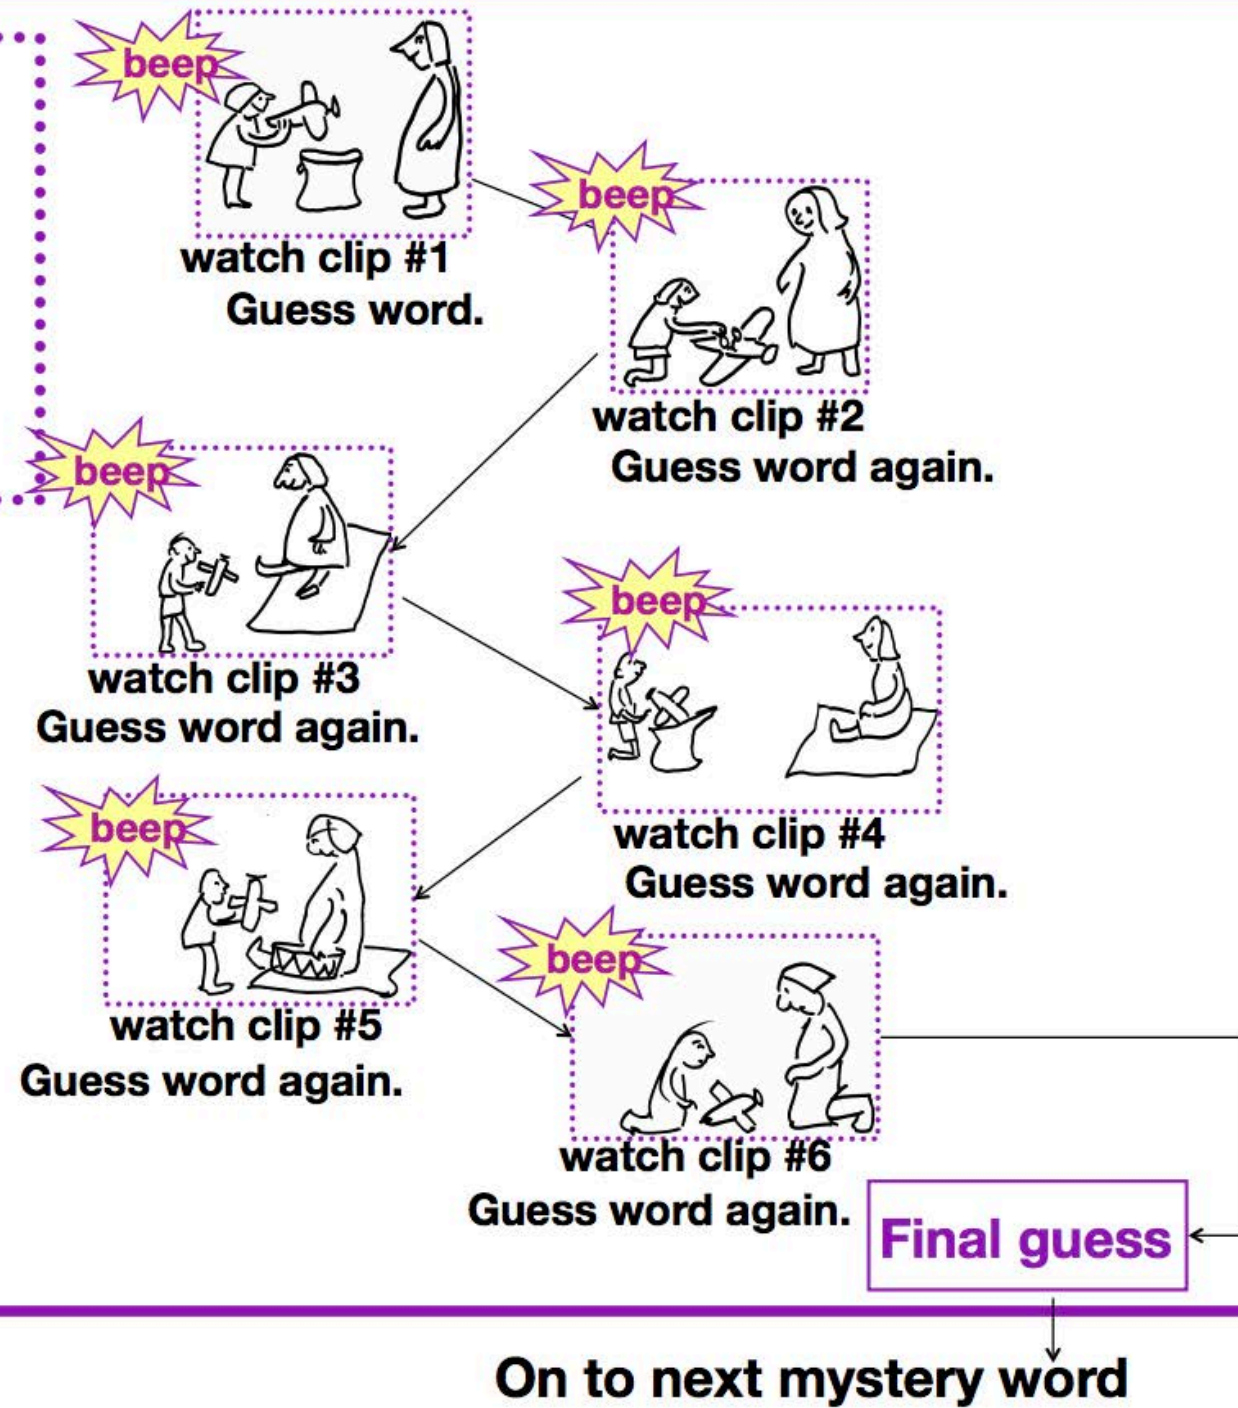 beep
watch clip #1
Guess word.
beep
watch clip #2
Guess word again.
beep
watch clip #3
Guess word again.
beep
watch clip #4
Guess word again.
beep
watch clip #5
Guess word again.
beep
watch clip #6
Guess word again.
Final guess
On to next mystery word